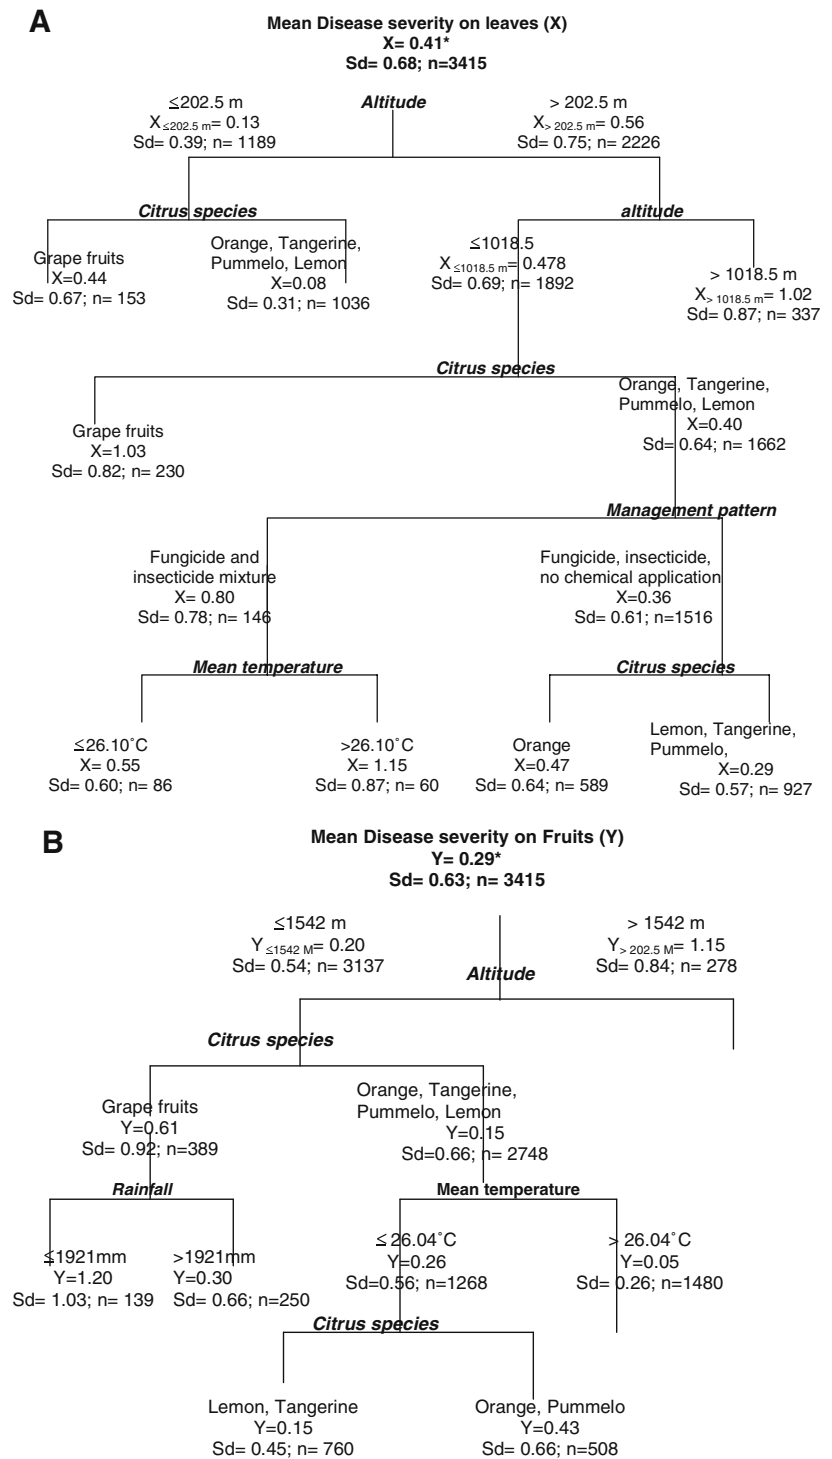 A
Mean Disease severity on leaves (X)
X= 0.41*
Sd= 0.68; n=3415
≤202.5 m
X ≤202.5 m= 0.13
Sd= 0.39; n= 1189
Altitude
> 202.5 m
X> 202.5 m= 0.56
Sd= 0.75; n= 2226
Citrus species
Grape fruits
X=0.44
Sd= 0.67; n= 153
Orange, Tangerine,
Pummelo, Lemon
X=0.08
Sd= 0.31; n= 1036
altitude
≤1018.5
X ≤1018.5 m= 0.478
Sd= 0.69; n= 1892
> 1018.5 m
X> 1018.5 m= 1.02
Sd= 0.87; n= 337
Citrus species
Grape fruits
X=1.03
Sd= 0.82; n= 230
Orange, Tangerine,
Pummelo, Lemon
X=0.40
Sd= 0.64; n= 1662
Management pattern
Fungicide and
insecticide mixture
X= 0.80
Sd= 0.78; n= 146
Fungicide, insecticide,
no chemical application
X=0.36
Sd= 0.61; n=1516
Mean temperature
≤26.10°C
X= 0.55
Sd= 0.60; n= 86
>26.10°C
X= 1.15
Sd= 0.87; n= 60
Citrus species
Orange
X=0.47
Sd= 0.64; n= 589
Lemon, Tangerine,
Pummelo,
X=0.29
Sd= 0.57; n= 927
B
Mean Disease severity on Fruits (Y)
Y= 0.29*
Sd= 0.63; n= 3415
≤1542 m
Y ≤1542 M= 0.20
Sd= 0.54; n= 3137
Altitude
> 1542 m
Y> 202.5 M= 1.15
Sd= 0.84; n= 278
Citrus species
Grape fruits
Y=0.61
Sd= 0.92; n=389
Orange, Tangerine,
Pummelo, Lemon
Y=0.15
Sd=0.66; n= 2748
Rainfall
≤1921mm
Y=1.20
Sd= 1.03; n= 139
>1921mm
Y=0.30
Sd= 0.66; n=250
Mean temperature
≤ 26.04°C
Y=0.26
Sd=0.56; n=1268
> 26.04°C
Y=0.05
Sd= 0.26; n=1480
Citrus species
Lemon, Tangerine
Y=0.15
Sd= 0.45; n= 760
Orange, Pummelo
Y=0.43
Sd= 0.66; n=508